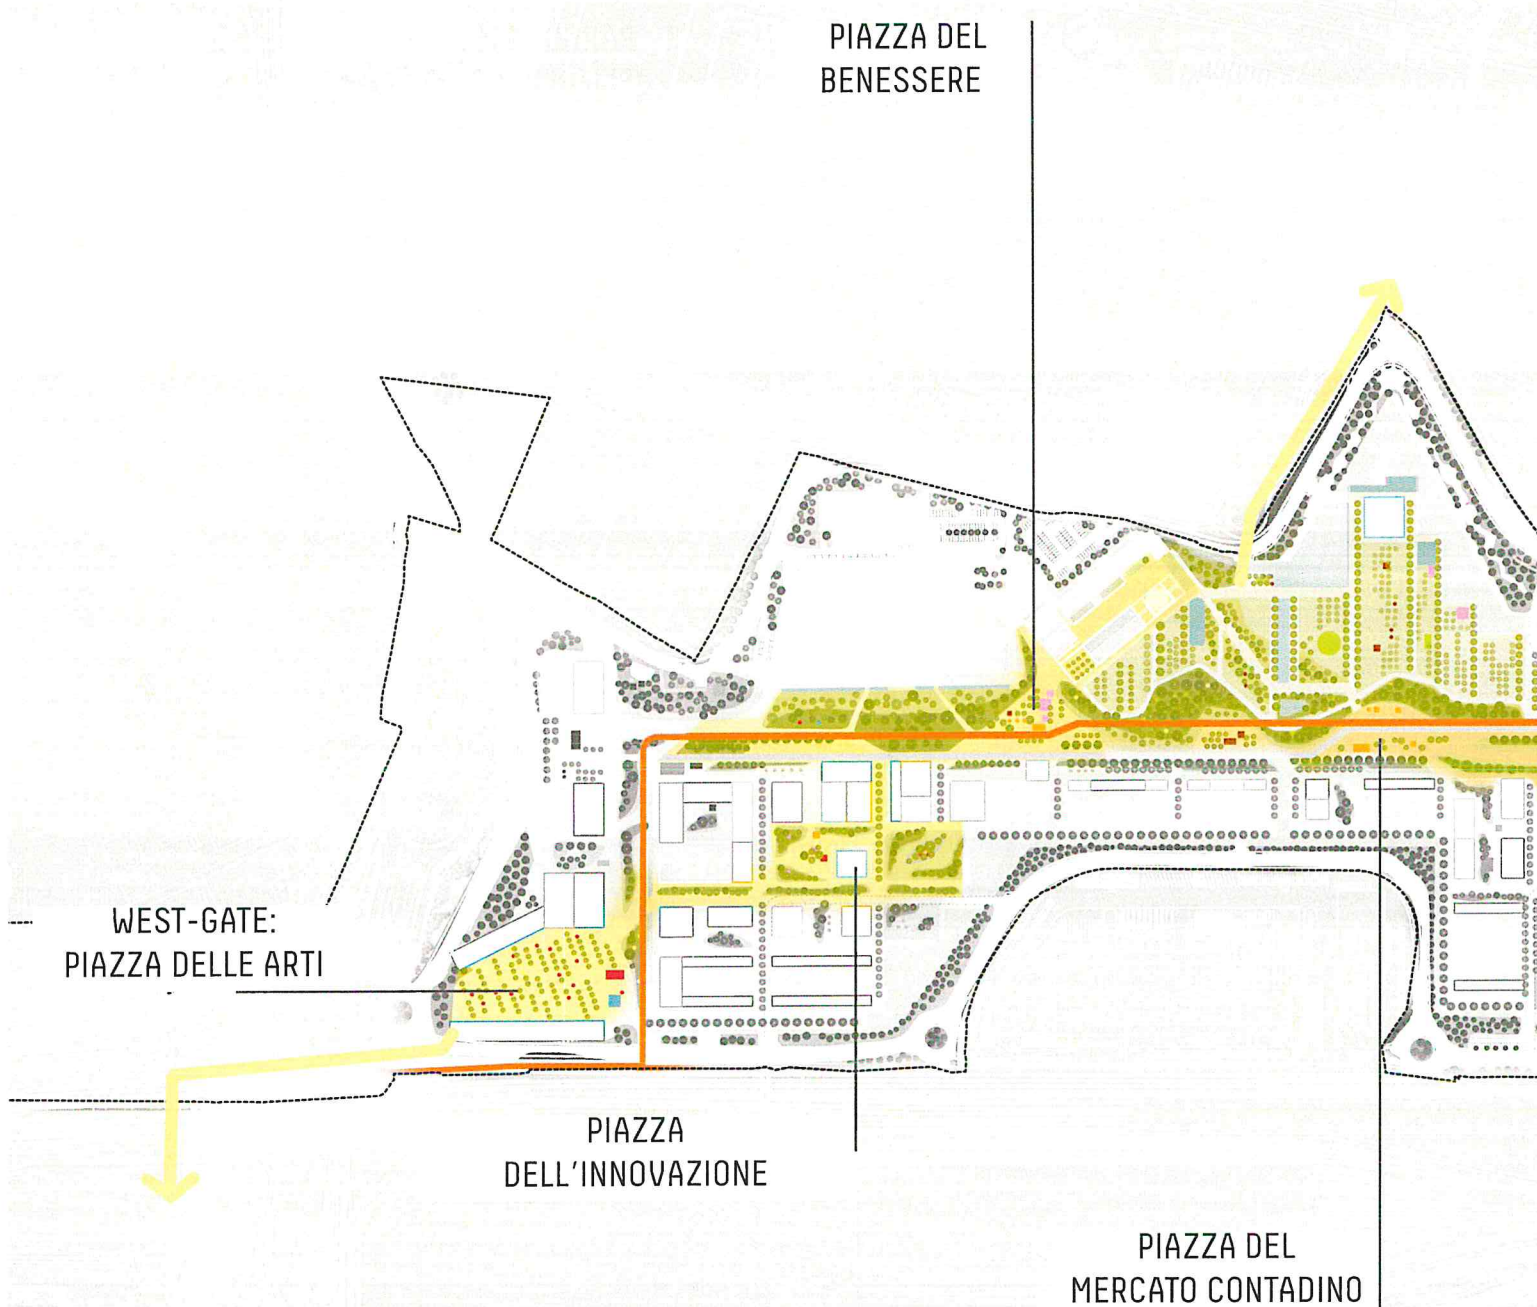 PIAZZA DEL
BENESSERE
WEST-GATE:
PIAZZA DELLE ARTI
PIAZZA
DELL'INNOVAZIONE
PIAZZA DEL
MERCATO CONTADINO